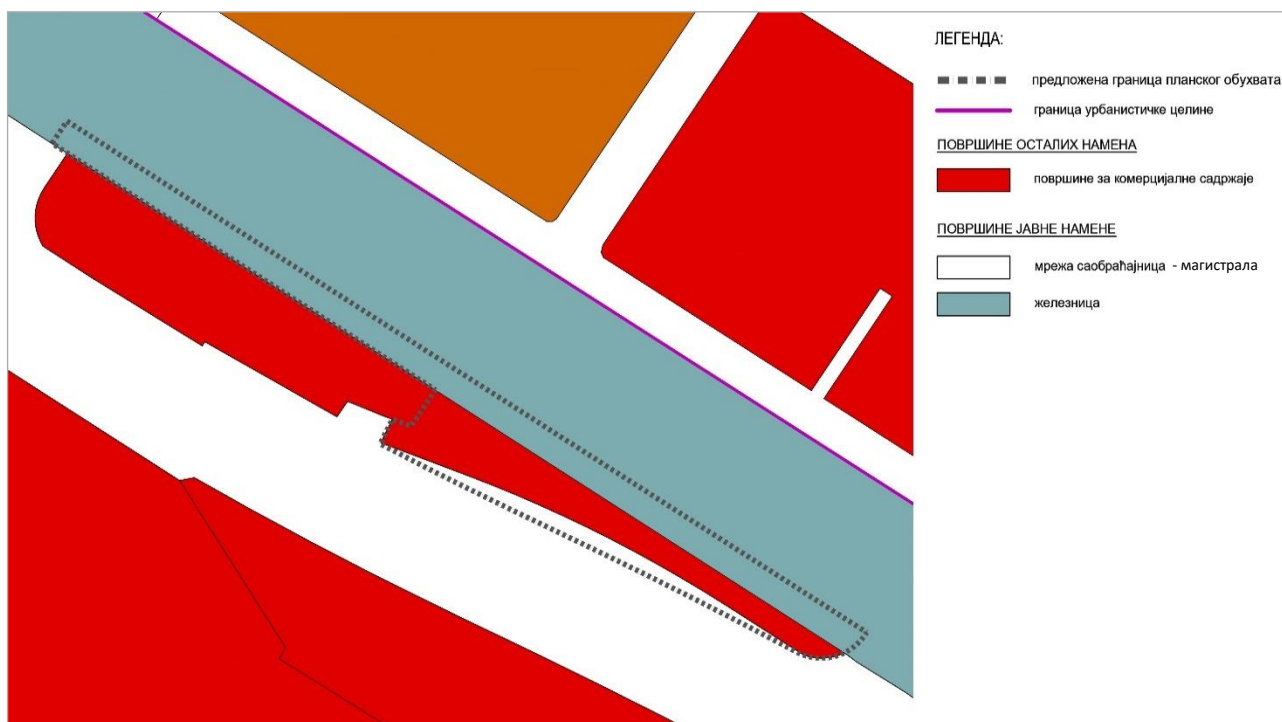 ЛЕГЕНДА:
предложена граница планског обухвата
граница урбанистичке целине
ПОВРШИНЕ ОСТАЛИХ НАМЕНА
површине за комерцијалне садржаје
ПОВРШИНЕ ЈАВНЕ НАМЕНЕ
мрежа саобраћајница - магистрала
железница